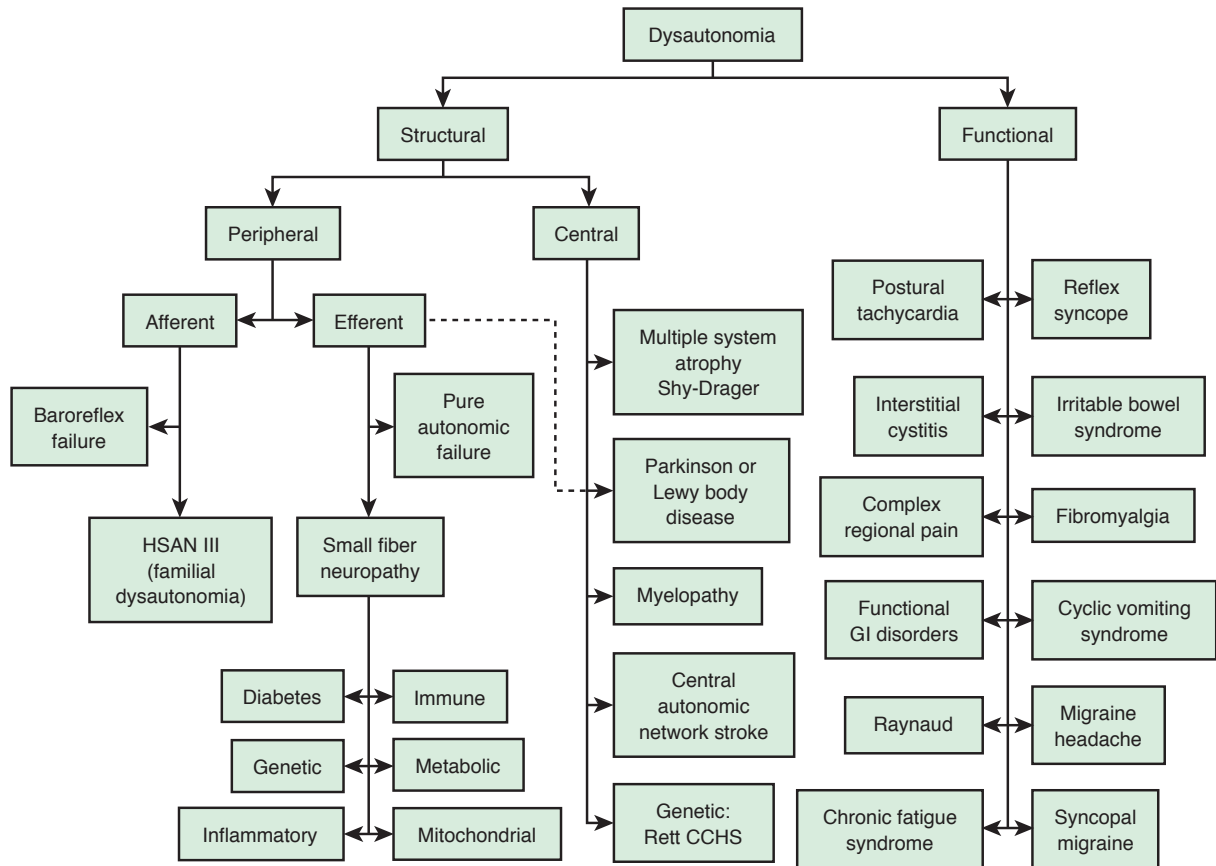 Dysautonomia
Structural
Functional
Peripheral
Central
Afferent
Efferent
Baroreflex
failure
HSAN III
(familial
dysautonomia)
Pure
autonomic
failure
Small fiber
neuropathy
Diabetes
Immune
Genetic
Metabolic
Inflammatory
Mitochondrial
Multiple system
atrophy
Shy-Drager
Parkinson or
Lewy body
disease
Myelopathy
Central
autonomic
network stroke
Genetic:
Rett CCHS
Postural
tachycardia
Reflex
syncope
Interstitial
cystitis
Irritable bowel
syndrome
Complex
regional pain
Fibromyalgia
Functional
GI disorders
Cyclic vomiting
syndrome
Raynaud
Migraine
headache
Chronic fatigue
syndrome
Syncopal
migraine